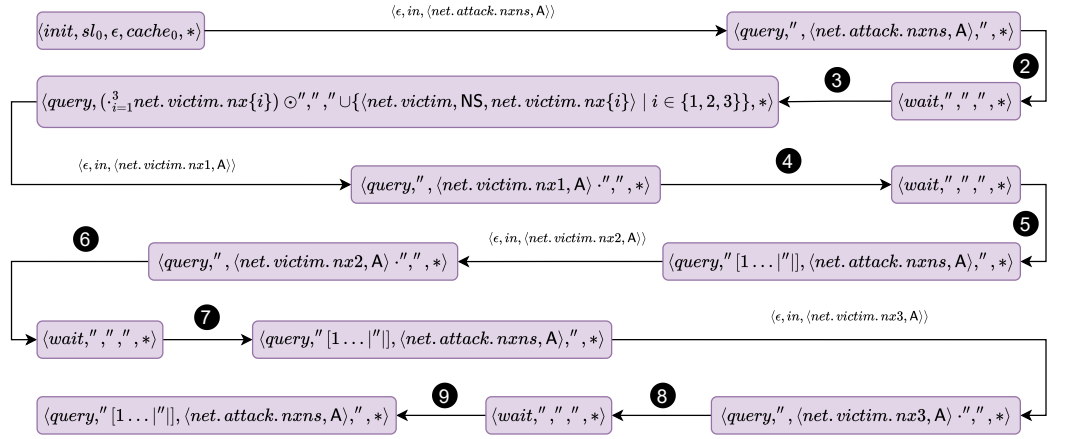 ⟨ϵ, in, ⟨net.attack.nxns, A⟩⟩
⟨init, sl₀, ϵ, cache₀, ∗⟩
⟨query,″, ⟨net.attack.nxns, A⟩,″, ∗⟩
2
⟨query, (·³ᵢ₌₁net.victim.nx{i}) ⊙″,″,″ ∪{⟨net.victim, NS, net.victim.nx{i}⟩ | i ∈ {1, 2, 3}}, ∗⟩
3
⟨wait,″,″,″, ∗⟩
⟨ϵ, in, ⟨net.victim.nx1, A⟩⟩
⟨query,″, ⟨net.victim.nx1, A⟩ ·″,″, ∗⟩
4
⟨wait,″,″,″, ∗⟩
5
6
⟨query,″, ⟨net.victim.nx2, A⟩ ·″,″, ∗⟩
⟨ϵ, in, ⟨net.victim.nx2, A⟩⟩
⟨query,″ [1…|″|], ⟨net.attack.nxns, A⟩,″, ∗⟩
⟨wait,″,″,″, ∗⟩
7
⟨query,″ [1…|″|], ⟨net.attack.nxns, A⟩,″, ∗⟩
⟨ϵ, in, ⟨net.victim.nx3, A⟩⟩
⟨query,″ [1…|″|], ⟨net.attack.nxns, A⟩,″, ∗⟩
9
⟨wait,″,″,″, ∗⟩
8
⟨query,″, ⟨net.victim.nx3, A⟩ ·″,″, ∗⟩